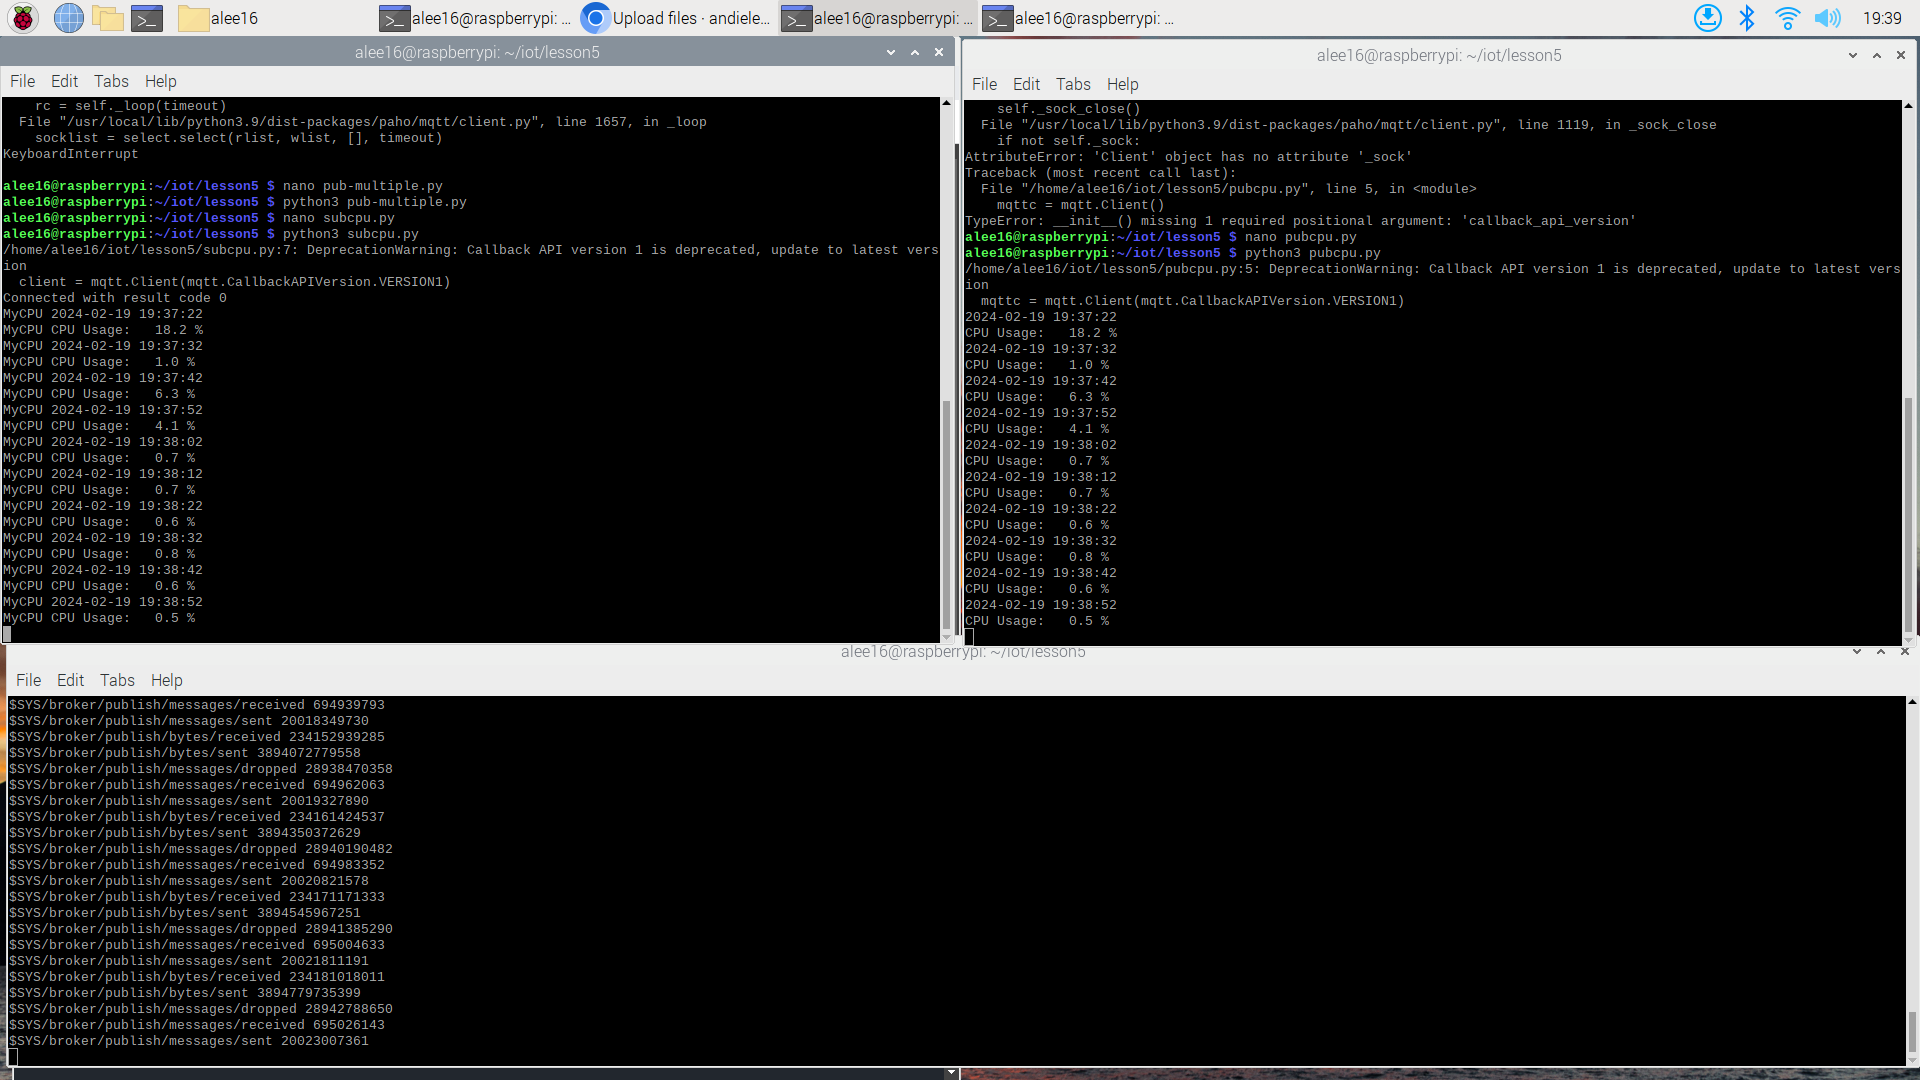 alee16
alee16@raspberrypi: ...
Upload files · andiele...
alee16@raspberrypi: ...
alee16@raspberrypi: ...
19:39
alee16@raspberrypi: ~/iot/lesson5
File Edit Tabs Help
rc = self._loop(timeout)
File "/usr/local/lib/python3.9/dist-packages/paho/mqtt/client.py", line 1657, in _loop
socklist = select.select(rlist, wlist, [], timeout)
KeyboardInterrupt
alee16@raspberrypi:~/iot/lesson5 $ nano pub-multiple.py
alee16@raspberrypi:~/iot/lesson5 $ python3 pub-multiple.py
alee16@raspberrypi:~/iot/lesson5 $ nano subcpu.py
alee16@raspberrypi:~/iot/lesson5 $ python3 subcpu.py
/home/alee16/iot/lesson5/subcpu.py:7: DeprecationWarning: Callback API version 1 is deprecated, update to latest vers
ion
client = mqtt.Client(mqtt.CallbackAPIVersion.VERSION1)
Connected with result code 0
MyCPU 2024-02-19 19:37:22
MyCPU CPU Usage:   18.2 %
MyCPU 2024-02-19 19:37:32
MyCPU CPU Usage:   1.0 %
MyCPU 2024-02-19 19:37:42
MyCPU CPU Usage:   6.3 %
MyCPU 2024-02-19 19:37:52
MyCPU CPU Usage:   4.1 %
MyCPU 2024-02-19 19:38:02
MyCPU CPU Usage:   0.7 %
MyCPU 2024-02-19 19:38:12
MyCPU CPU Usage:   0.7 %
MyCPU 2024-02-19 19:38:22
MyCPU CPU Usage:   0.6 %
MyCPU 2024-02-19 19:38:32
MyCPU CPU Usage:   0.8 %
MyCPU 2024-02-19 19:38:42
MyCPU CPU Usage:   0.6 %
MyCPU 2024-02-19 19:38:52
MyCPU CPU Usage:   0.5 %
alee16@raspberrypi: ~/iot/lesson5
File Edit Tabs Help
self._sock_close()
File "/usr/local/lib/python3.9/dist-packages/paho/mqtt/client.py", line 1119, in _sock_close
if not self._sock:
AttributeError: 'Client' object has no attribute '_sock'
Traceback (most recent call last):
File "/home/alee16/iot/lesson5/pubcpu.py", line 5, in <module>
mqttc = mqtt.Client()
TypeError: __init__() missing 1 required positional argument: 'callback_api_version'
alee16@raspberrypi:~/iot/lesson5 $ nano pubcpu.py
alee16@raspberrypi:~/iot/lesson5 $ python3 pubcpu.py
/home/alee16/iot/lesson5/pubcpu.py:5: DeprecationWarning: Callback API version 1 is deprecated, update to latest vers
ion
mqttc = mqtt.Client(mqtt.CallbackAPIVersion.VERSION1)
2024-02-19 19:37:22
CPU Usage:   18.2 %
2024-02-19 19:37:32
CPU Usage:   1.0 %
2024-02-19 19:37:42
CPU Usage:   6.3 %
2024-02-19 19:37:52
CPU Usage:   4.1 %
2024-02-19 19:38:02
CPU Usage:   0.7 %
2024-02-19 19:38:12
CPU Usage:   0.7 %
2024-02-19 19:38:22
CPU Usage:   0.6 %
2024-02-19 19:38:32
CPU Usage:   0.8 %
2024-02-19 19:38:42
CPU Usage:   0.6 %
2024-02-19 19:38:52
CPU Usage:   0.5 %
alee16@raspberrypi: ~/iot/lesson5
File Edit Tabs Help
$SYS/broker/publish/messages/received 694939793
$SYS/broker/publish/messages/sent 20018349730
$SYS/broker/publish/bytes/received 234152939285
$SYS/broker/publish/bytes/sent 3894072779558
$SYS/broker/publish/messages/dropped 28938470358
$SYS/broker/publish/messages/received 694962063
$SYS/broker/publish/messages/sent 20019327890
$SYS/broker/publish/bytes/received 234161424537
$SYS/broker/publish/bytes/sent 3894350372629
$SYS/broker/publish/messages/dropped 28940190482
$SYS/broker/publish/messages/received 694983352
$SYS/broker/publish/messages/sent 20020821578
$SYS/broker/publish/bytes/received 234171171333
$SYS/broker/publish/bytes/sent 3894545967251
$SYS/broker/publish/messages/dropped 28941385290
$SYS/broker/publish/messages/received 695004633
$SYS/broker/publish/messages/sent 20021811191
$SYS/broker/publish/bytes/received 234181018011
$SYS/broker/publish/bytes/sent 3894779735399
$SYS/broker/publish/messages/dropped 28942788650
$SYS/broker/publish/messages/received 695026143
$SYS/broker/publish/messages/sent 20023007361